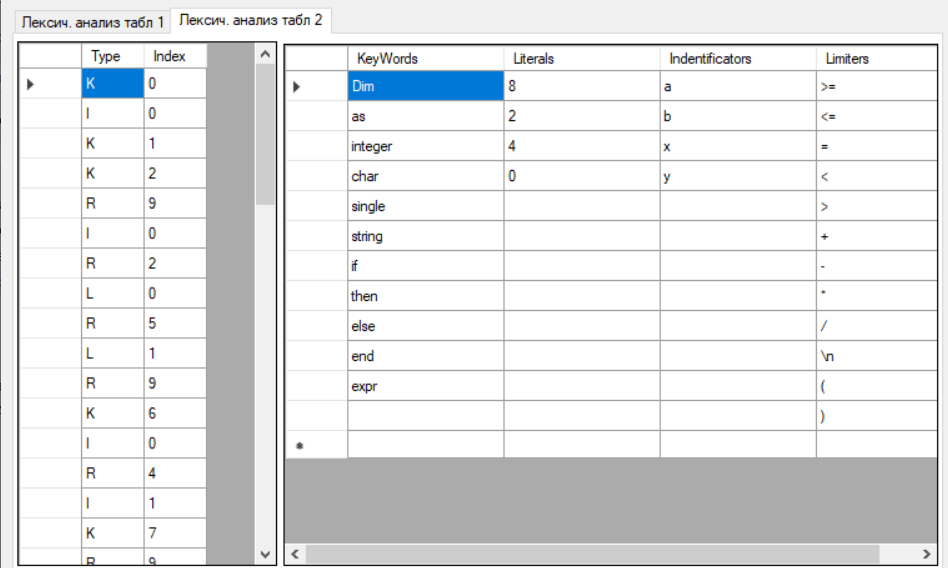 Лексич. анализ табл 1 Лексич. анализ табл 2
Type Index
K 0
I 0
K 1
K 2
R 9
I 0
R 2
L 0
R 5
L 1
R 9
K 6
I 0
R 4
I 1
K 7
R 9
KeyWords Literals Indentificators Limiters
Dim 8 a >=
as 2 b <=
integer 4 x =
char 0 y <
single >
string +
if -
then *
else /
end \n
expr (
)